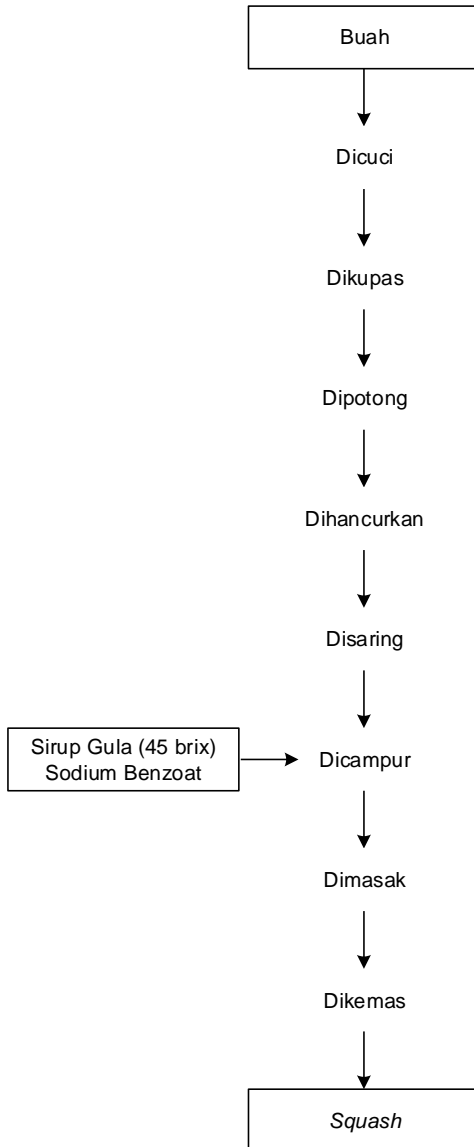 Buah
Dicuci
Dikupas
Dipotong
Dihancurkan
Disaring
Sirup Gula (45 brix)
Sodium Benzoat
Dicampur
Dimasak
Dikemas
Squash